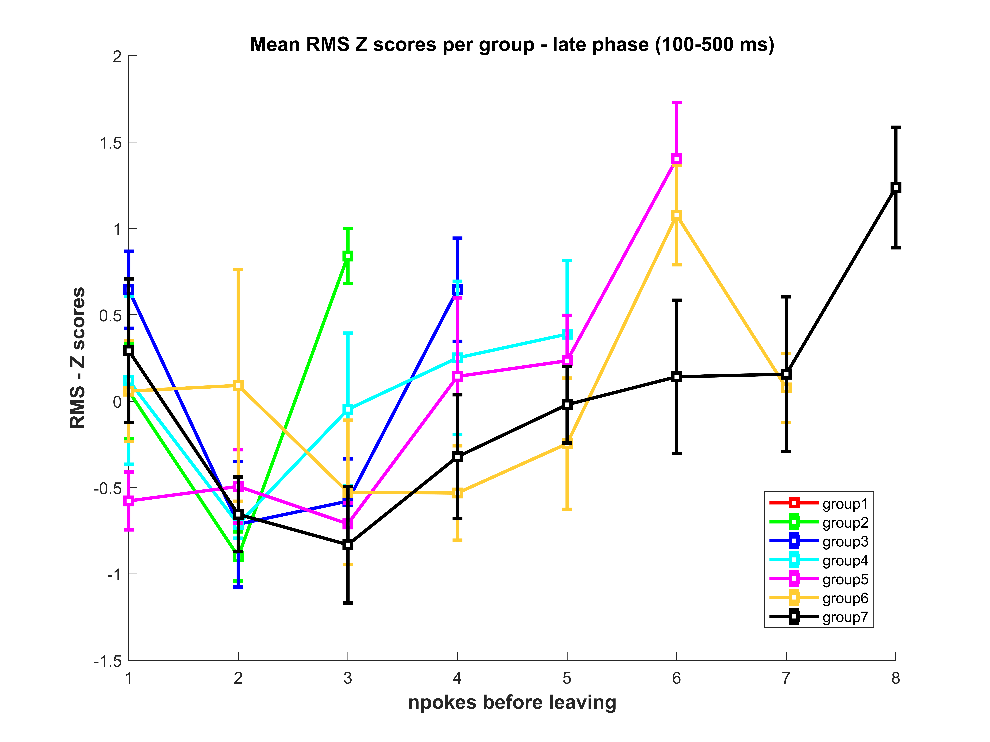 Mean RMS Z scores per group - late phase (100-500 ms)
2
1.5
1
0.5
0
-0.5
-1
-1.5
RMS - Z scores
1 2 3 4 5 6 7 8
npokes before leaving
group1
group2
group3
group4
group5
group6
group7